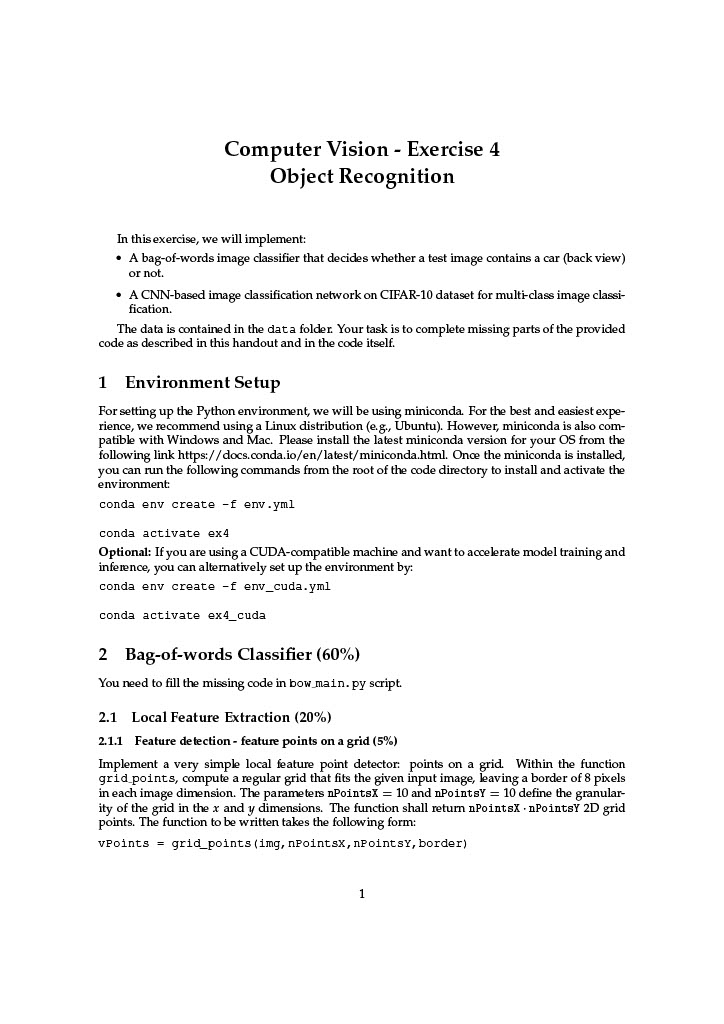 Computer Vision - Exercise 4
Object Recognition
In this exercise, we will implement:
• A bag-of-words image classifier that decides whether a test image contains a car (back view)
or not.
• A CNN-based image classification network on CIFAR-10 dataset for multi-class image classi-
fication.
The data is contained in the data folder. Your task is to complete missing parts of the provided
code as described in this handout and in the code itself.
1 Environment Setup
For setting up the Python environment, we will be using miniconda. For the best and easiest expe-
rience, we recommend using a Linux distribution (e.g., Ubuntu). However, miniconda is also com-
patible with Windows and Mac. Please install the latest miniconda version for your OS from the
following link https://docs.conda.io/en/latest/miniconda.html. Once the miniconda is installed,
you can run the following commands from the root of the code directory to install and activate the
environment:
conda env create -f env.yml
conda activate ex4
Optional: If you are using a CUDA-compatible machine and want to accelerate model training and
inference, you can alternatively set up the environment by:
conda env create -f env_cuda.yml
conda activate ex4_cuda
2 Bag-of-words Classifier (60%)
You need to fill the missing code in bow_main.py script.
2.1 Local Feature Extraction (20%)
2.1.1 Feature detection - feature points on a grid (5%)
Implement a very simple local feature point detector: points on a grid. Within the function
grid_points, compute a regular grid that fits the given input image, leaving a border of 8 pixels
in each image dimension. The parameters nPointsX = 10 and nPointsY = 10 define the granular-
ity of the grid in the x and y dimensions. The function shall return nPointsX · nPointsY 2D grid
points. The function to be written takes the following form:
vPoints = grid_points(img,nPointsX,nPointsY,border)
1